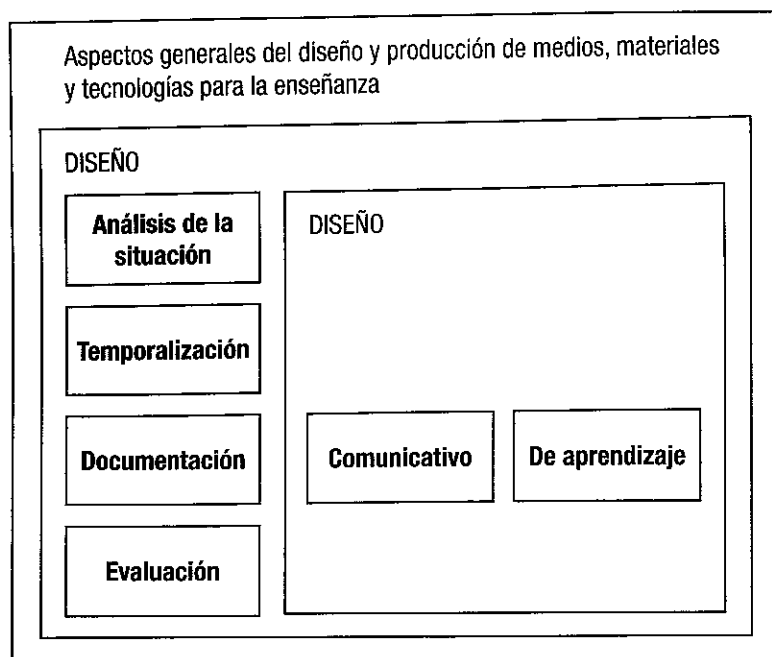 Aspectos generales del diseño y producción de medios, materiales
y tecnologías para la enseñanza
DISEÑO
Análisis de la
situación
Temporalización
Documentación
Evaluación
DISEÑO
Comunicativo
De aprendizaje